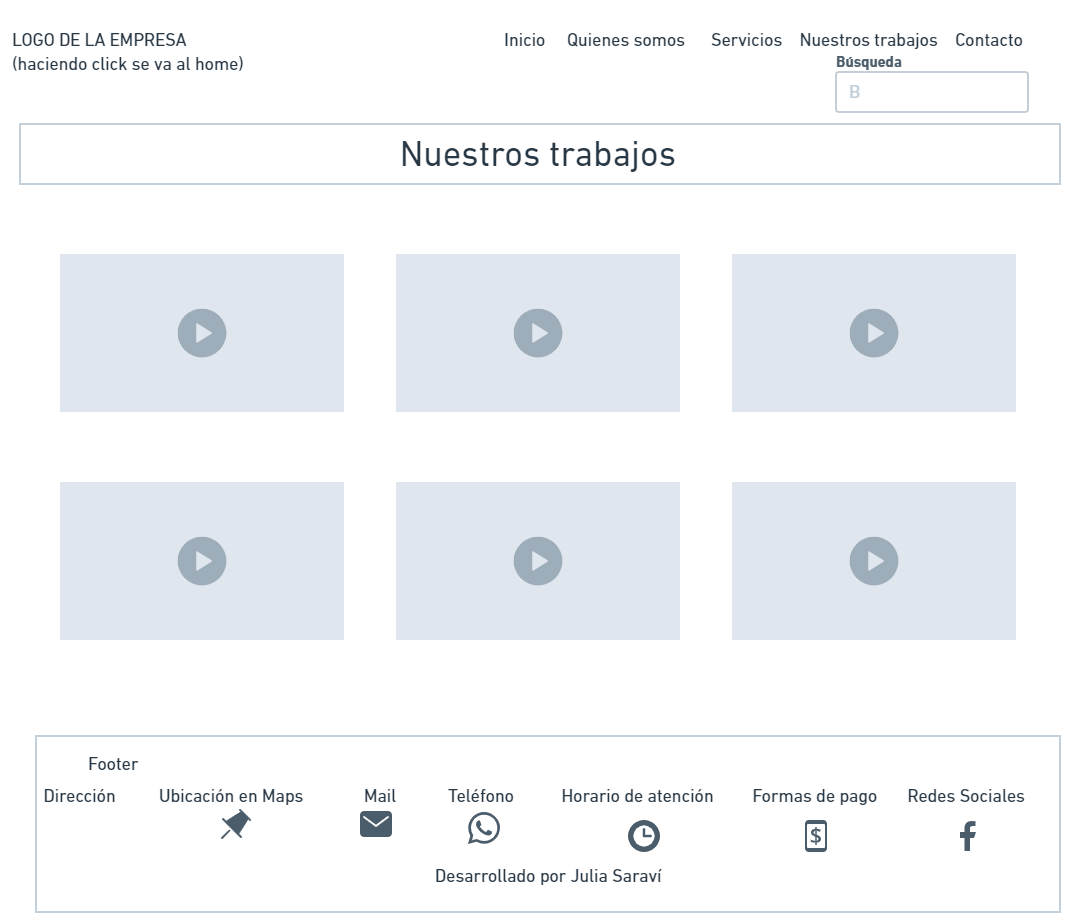 LOGO DE LA EMPRESA
(haciendo click se va al home)
Inicio Quienes somos Servicios Nuestros trabajos Contacto
Búsqueda
B
Nuestros trabajos
Footer
Dirección Ubicación en Maps Mail Teléfono Horario de atención Formas de pago Redes Sociales
$
Desarrollado por Julia Saraví